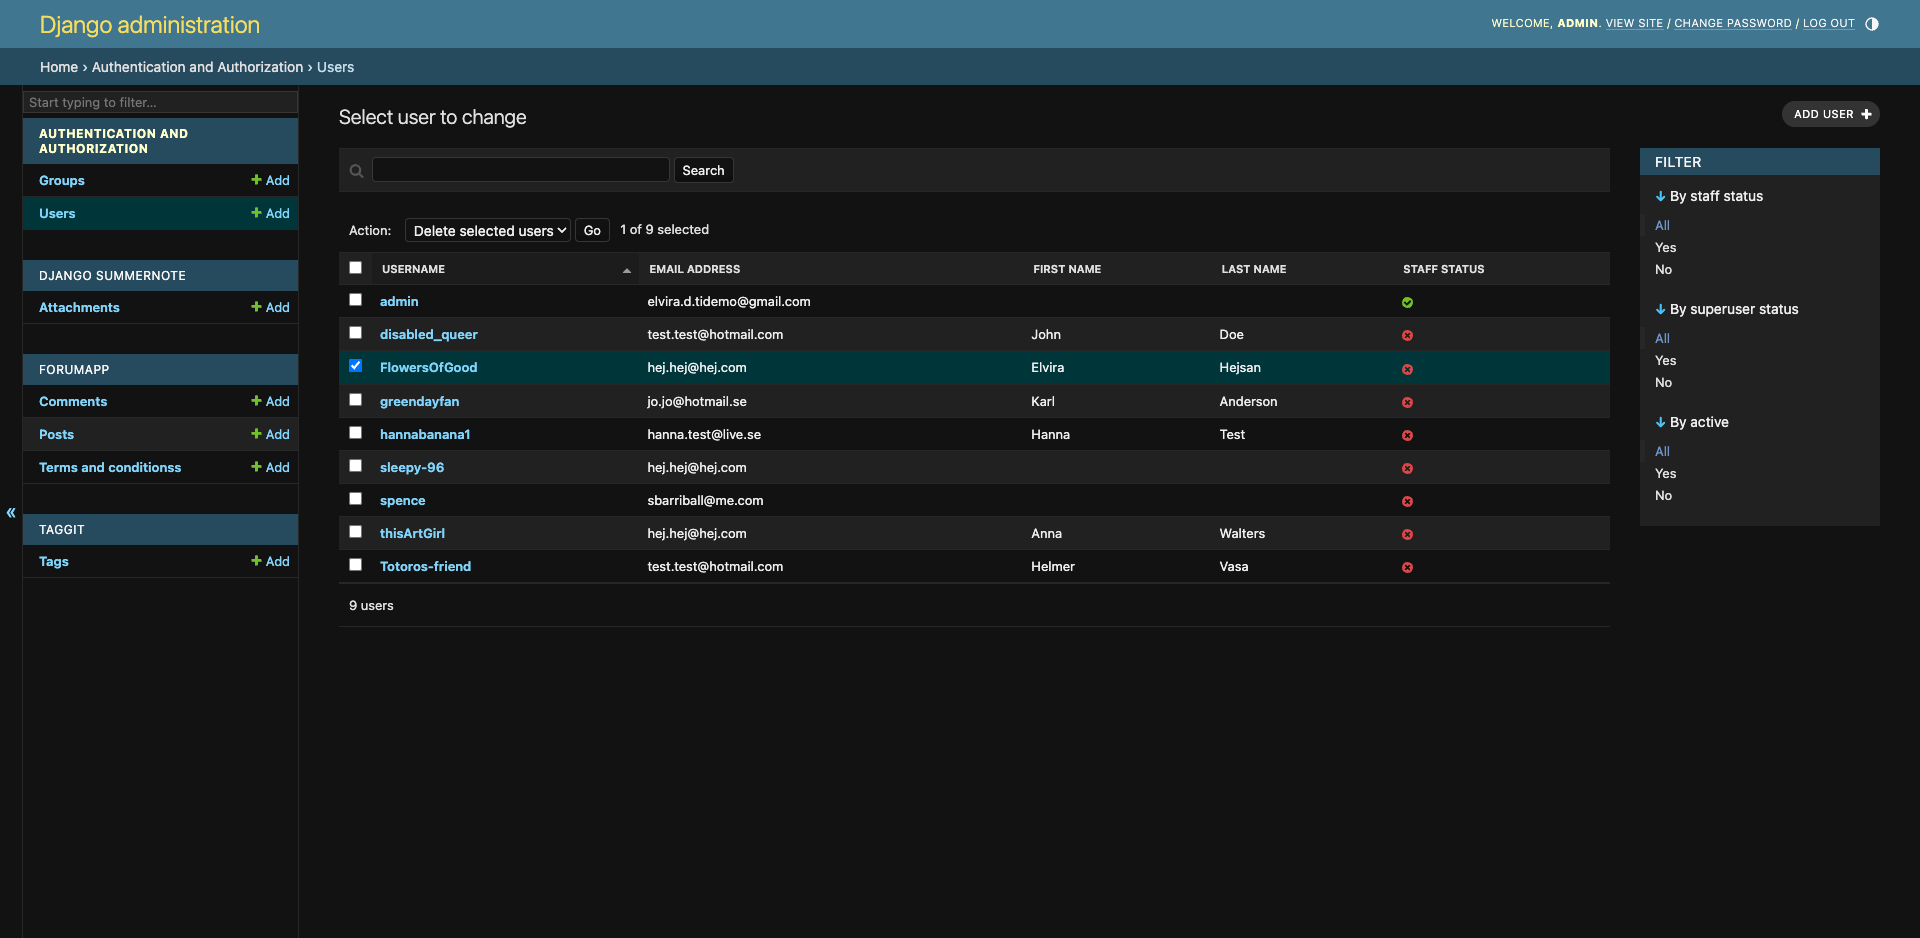 Django administration
WELCOME, ADMIN. VIEW SITE / CHANGE PASSWORD / LOG OUT
Home › Authentication and Authorization › Users
Start typing to filter...
AUTHENTICATION AND
AUTHORIZATION
Groups + Add
Users + Add
DJANGO SUMMERNOTE
Attachments + Add
FORUMAPP
Comments + Add
Posts + Add
Terms and conditionss + Add
«
TAGGIT
Tags + Add
Select user to change
ADD USER +
Search
Action: Delete selected users Go 1 of 9 selected
USERNAME EMAIL ADDRESS FIRST NAME LAST NAME STAFF STATUS
admin elvira.d.tidemo@gmail.com
disabled_queer test.test@hotmail.com John Doe
FlowersOfGood hej.hej@hej.com Elvira Hejsan
greendayfan jo.jo@hotmail.se Karl Anderson
hannabanana1 hanna.test@live.se Hanna Test
sleepy-96 hej.hej@hej.com
spence sbarriball@me.com
thisArtGirl hej.hej@hej.com Anna Walters
Totoros-friend test.test@hotmail.com Helmer Vasa
9 users
FILTER
↓ By staff status
All
Yes
No
↓ By superuser status
All
Yes
No
↓ By active
All
Yes
No